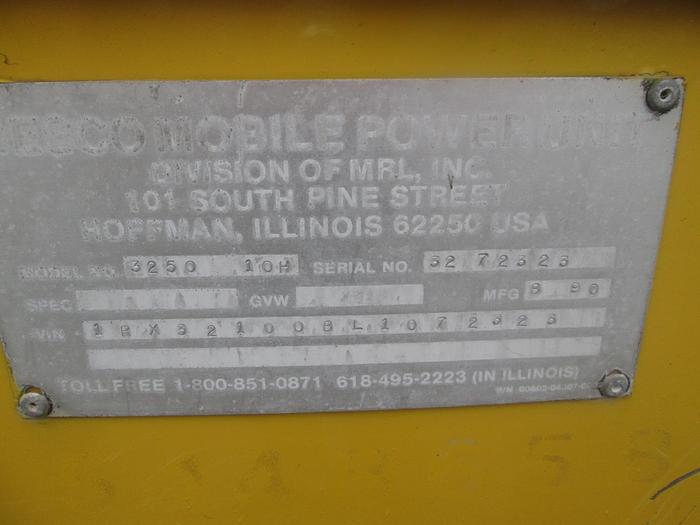 MOBILE POWER UNIT
DIVISION OF MRL, INC.
101 SOUTH PINE STREET
HOFFMAN, ILLINOIS 62250 USA
MODEL NO. 3250 10H SERIAL NO. 32 72323
SPEC GVW MFG 8 90
VIN
TOLL FREE 1-800-851-0871 618-495-2223 (IN ILLINOIS)